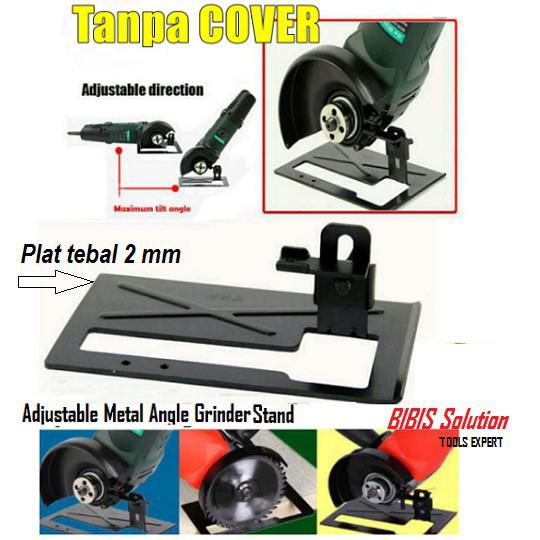 Tanpa COVER
Adjustable direction
Maximum tilt angle
Plat tebal 2 mm
Adjustable Metal Angle Grinder Stand
BIBIS Solution
TOOLS EXPERT